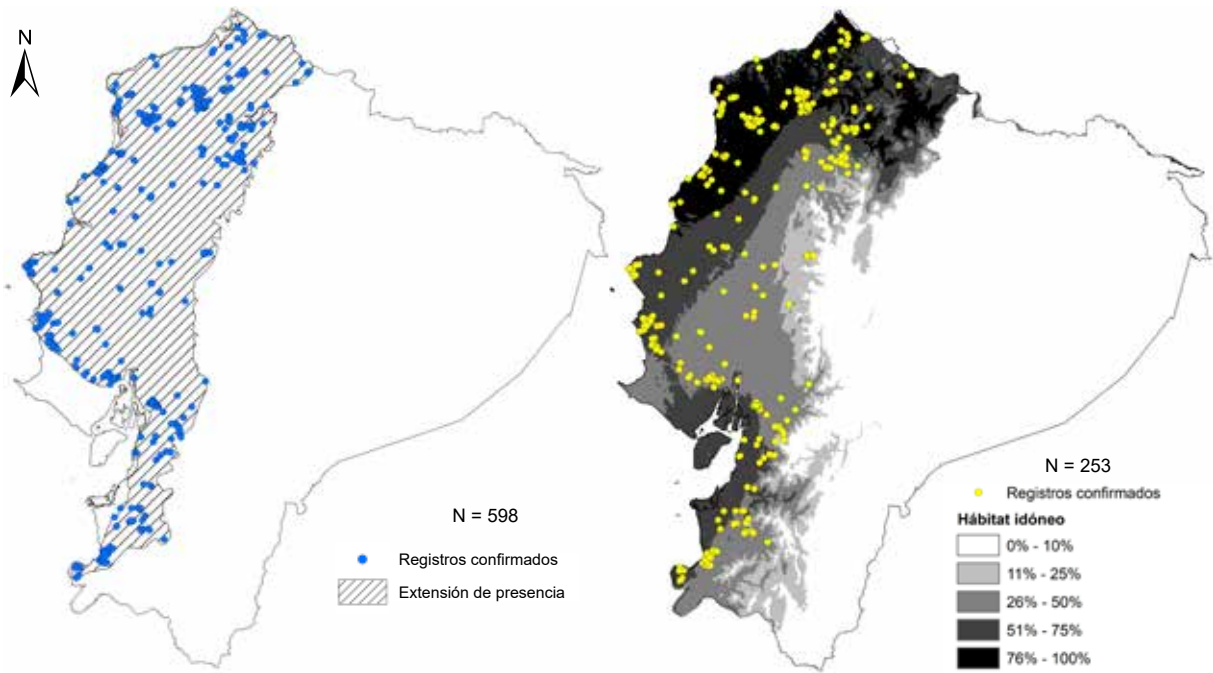 N
N = 598
Registros confirmados
Extensión de presencia
N = 253
Registros confirmados
Hábitat idóneo
0% - 10%
11% - 25%
26% - 50%
51% - 75%
76% - 100%